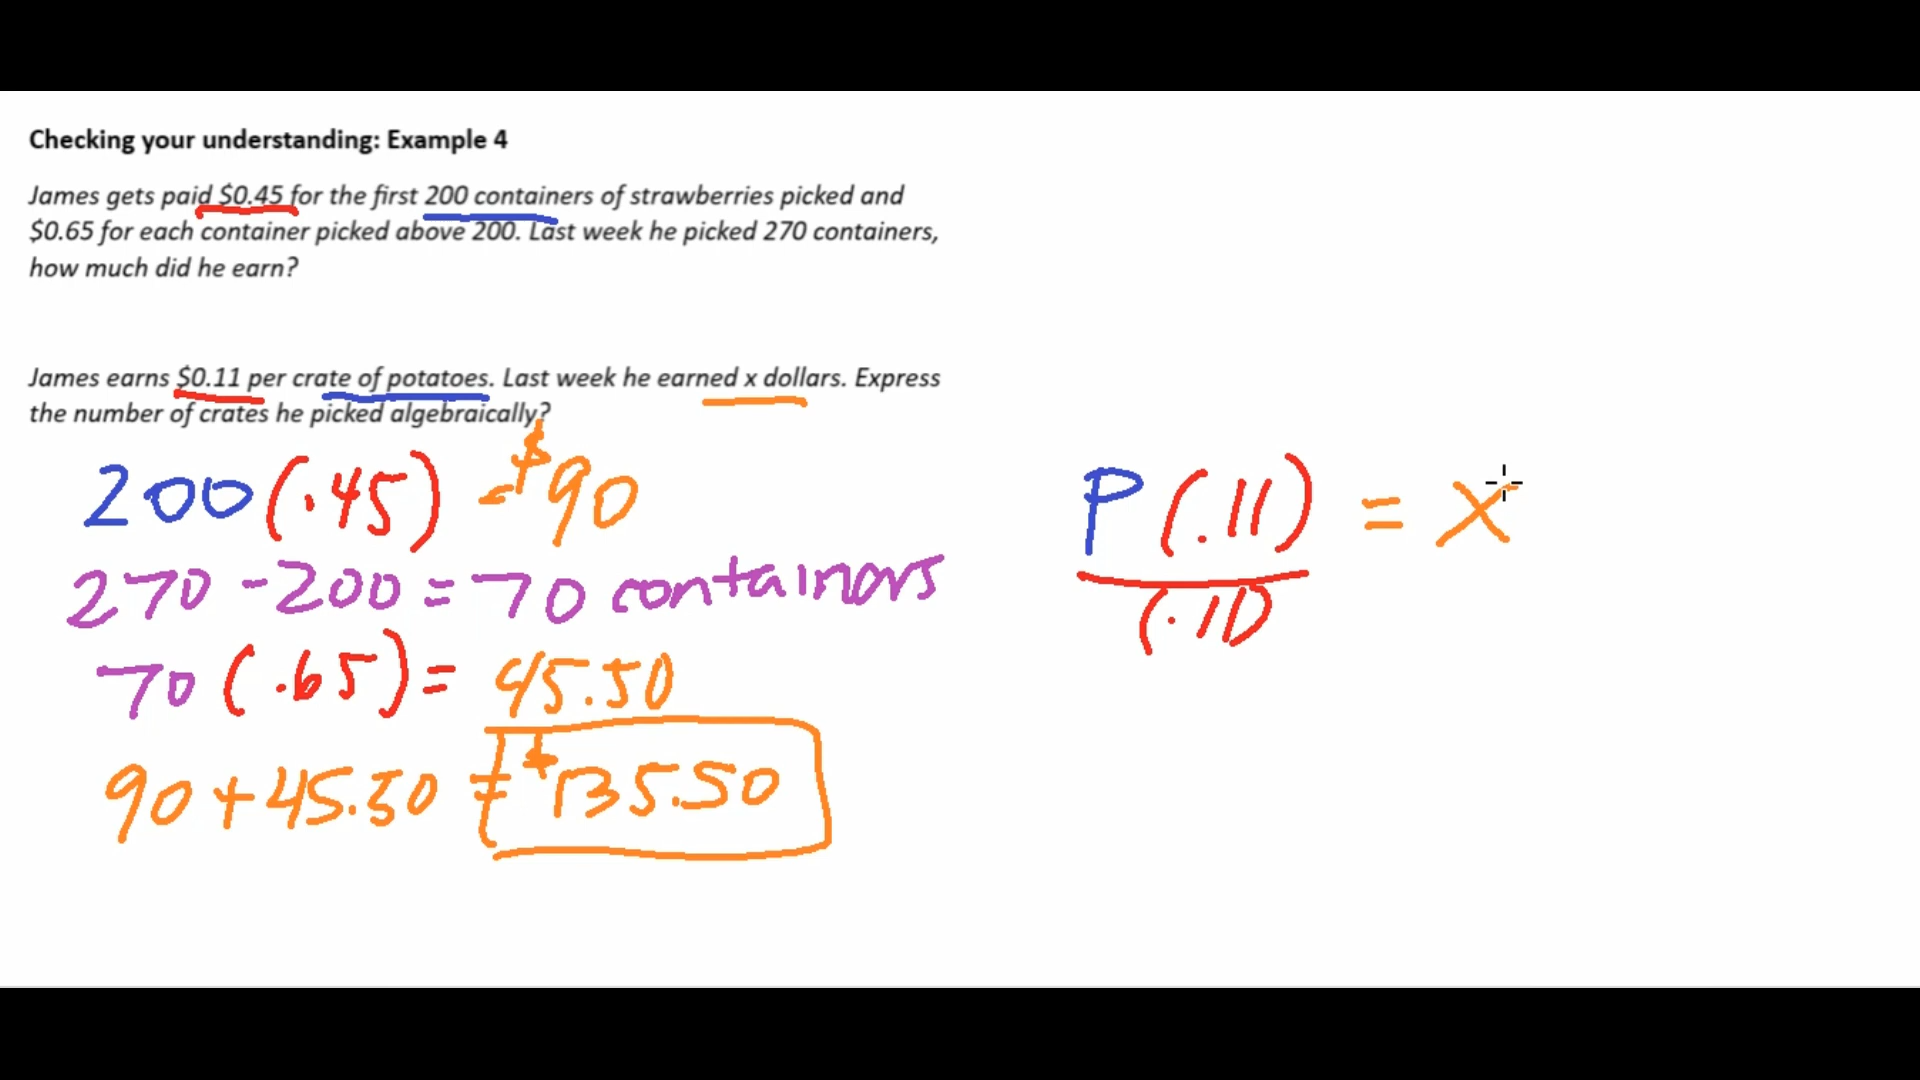 Checking your understanding: Example 4
James gets paid $0.45 for the first 200 containers of strawberries picked and
$0.65 for each container picked above 200. Last week he picked 270 containers,
how much did he earn?
James earns $0.11 per crate of potatoes. Last week he earned x dollars. Express
the number of crates he picked algebraically?
200 (.45) = $90
270 - 200 = 70 containers
70 (.65) = 45.50
90 + 45.50 = $135.50
P (.11) = X
(.11)